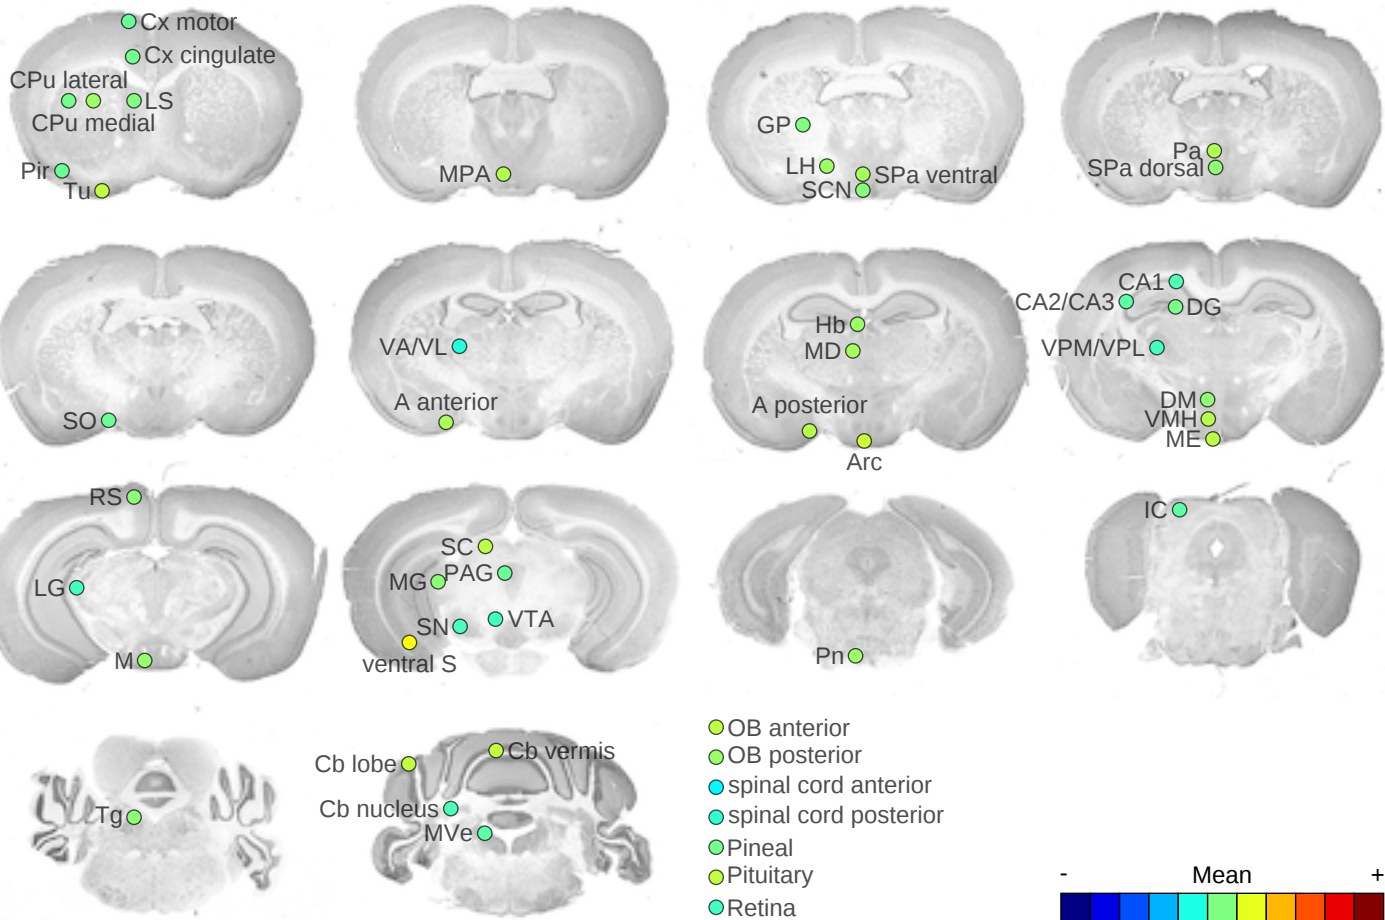 Cx motor
Cx cingulate
CPu lateral
LS
CPu medial
Pir
Tu
MPA
GP
LH
SPa ventral
SCN
Pa
SPa dorsal
SO
VA/VL
A anterior
Hb
MD
A posterior
Arc
CA1
CA2/CA3
DG
VPM/VPL
DM
VMH
ME
RS
LG
M
SC
MG
PAG
SN
VTA
ventral S
Pn
IC
Tg
Cb lobe
Cb vermis
Cb nucleus
MVe
OB anterior
OB posterior
spinal cord anterior
spinal cord posterior
Pineal
Pituitary
Retina
- Mean +